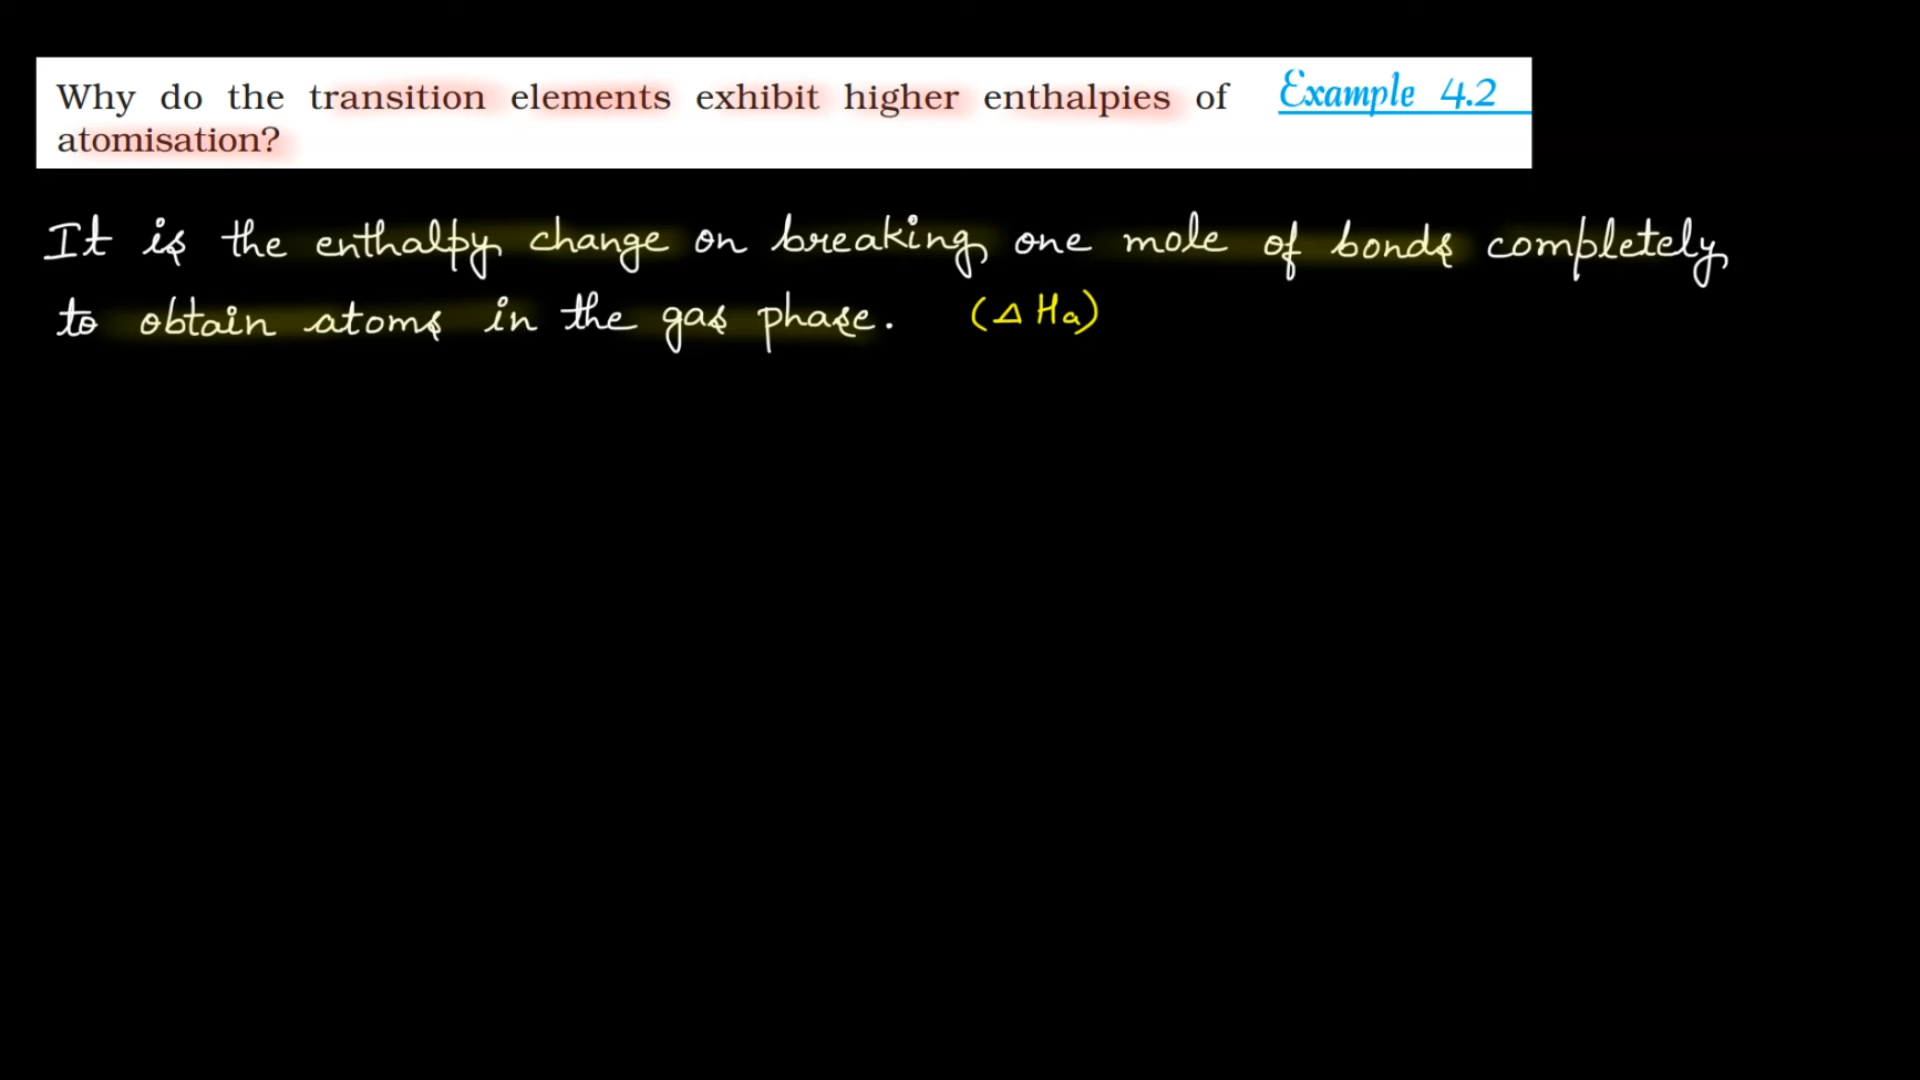 Why do the transition elements exhibit higher enthalpies of Example 4.2
atomisation?
It is the enthalpy change on breaking one mole of bonds completely
to obtain atoms in the gas phase. (Δ Ha)